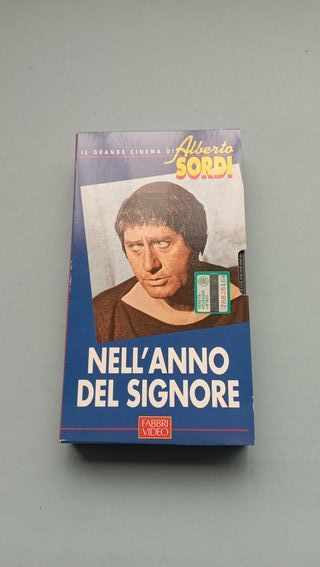 IL GRANDE CINEMA DI
Alberto
SORDI
NELL'ANNO
DEL SIGNORE
FABBRI
VIDEO